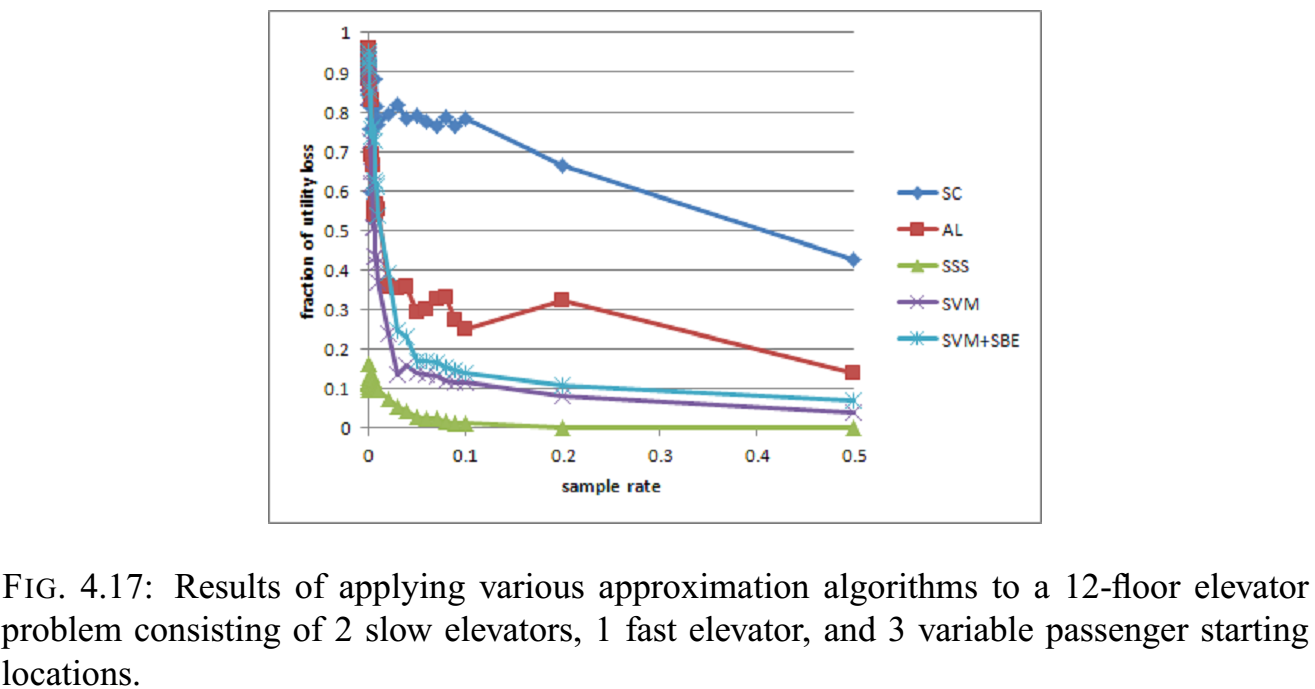 1
0.9
0.8
0.7
0.6
0.5
0.4
0.3
0.2
0.1
0
fraction of utility loss
0 0.1 0.2 0.3 0.4 0.5
sample rate
SC
AL
SSS
SVM
SVM+SBE
FIG. 4.17: Results of applying various approximation algorithms to a 12-floor elevator
problem consisting of 2 slow elevators, 1 fast elevator, and 3 variable passenger starting
locations.